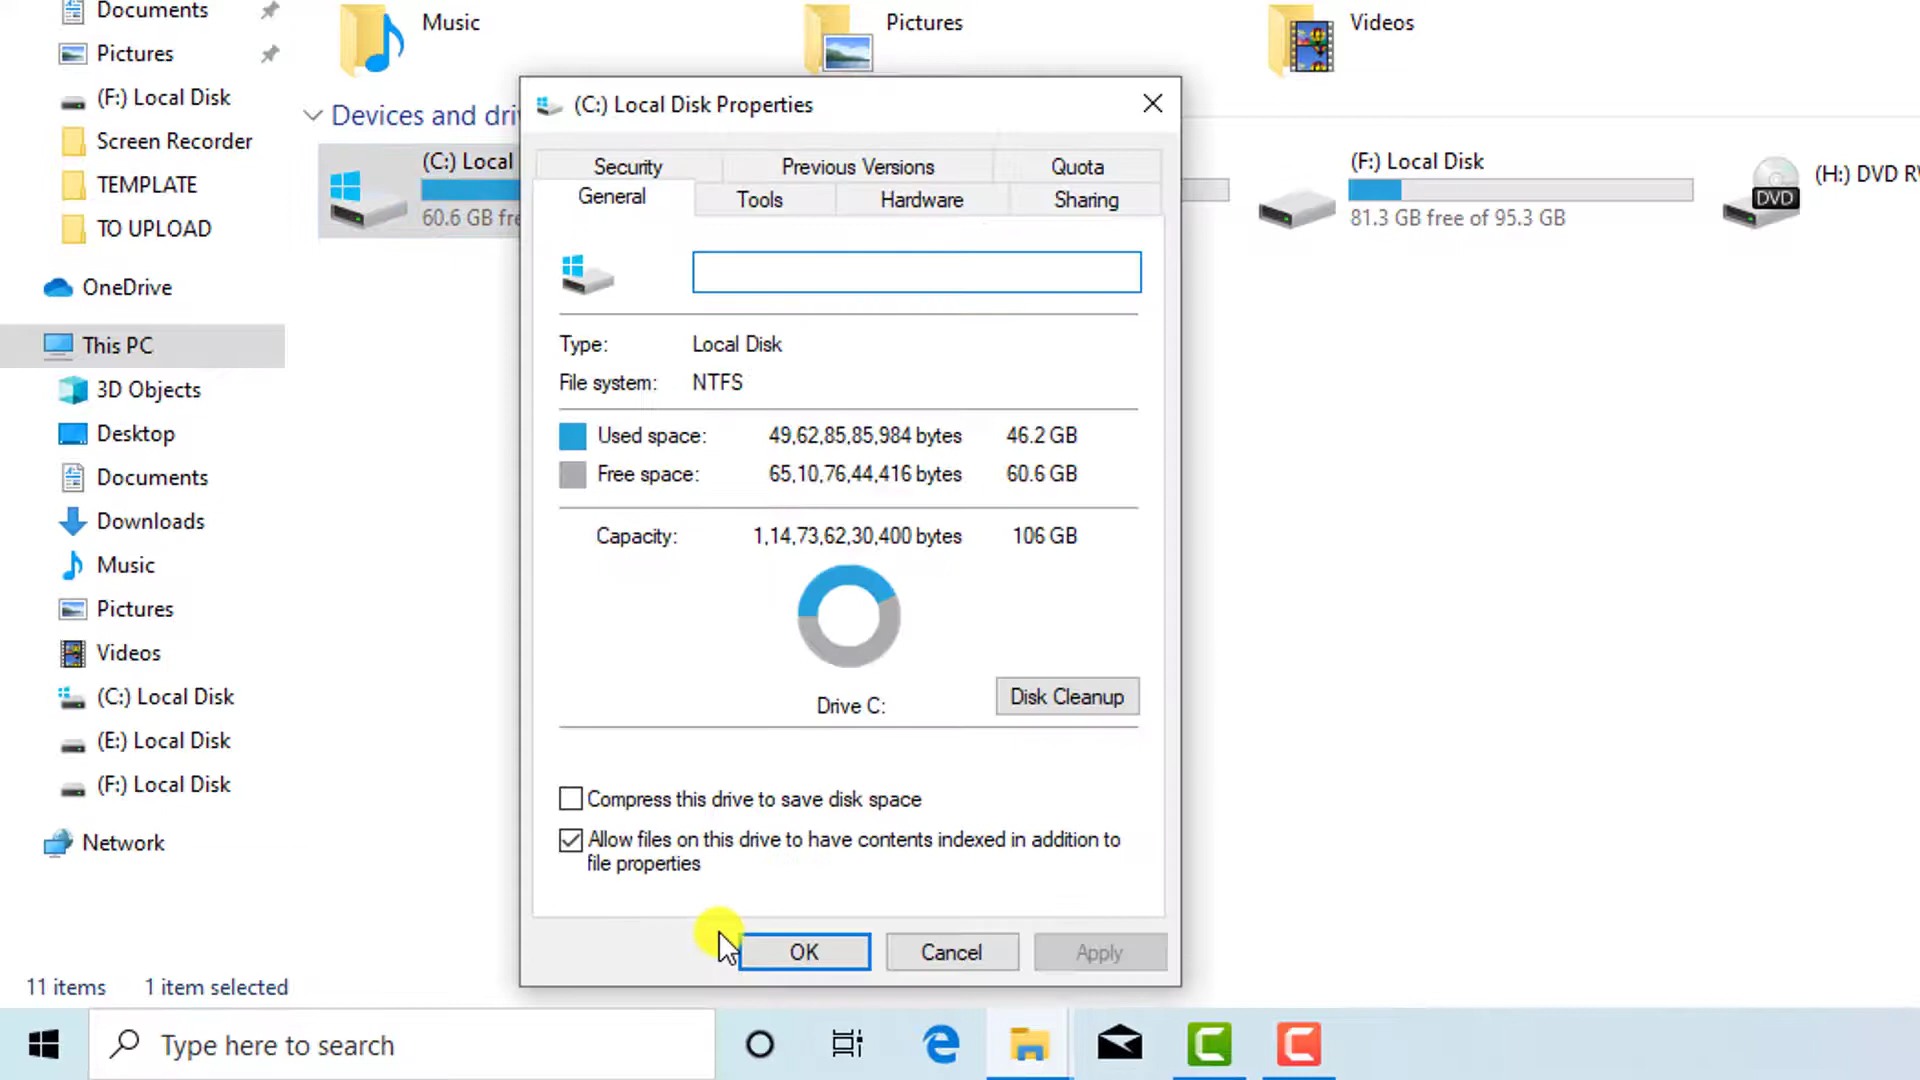 Documents
Pictures
(F:) Local Disk
Screen Recorder
TEMPLATE
TO UPLOAD
OneDrive
This PC
3D Objects
Desktop
Documents
Downloads
Music
Pictures
Videos
(C:) Local Disk
(E:) Local Disk
(F:) Local Disk
Network
11 items 1 item selected
Music
Pictures
Videos
Devices and
(C:) Local
60.6 GB
(F:) Local Disk
81.3 GB free of 95.3 GB
DVD
(H:) DVD
(C:) Local Disk Properties
Security Previous Versions Quota
General Tools Hardware Sharing
Type: Local Disk
File system: NTFS
Used space: 49,62,85,85,984 bytes 46.2 GB
Free space: 65,10,76,44,416 bytes 60.6 GB
Capacity: 1,14,73,62,30,400 bytes 106 GB
Drive C:
Disk Cleanup
Compress this drive to save disk space
Allow files on this drive to have contents indexed in addition to
file properties
OK Cancel Apply
Type here to search